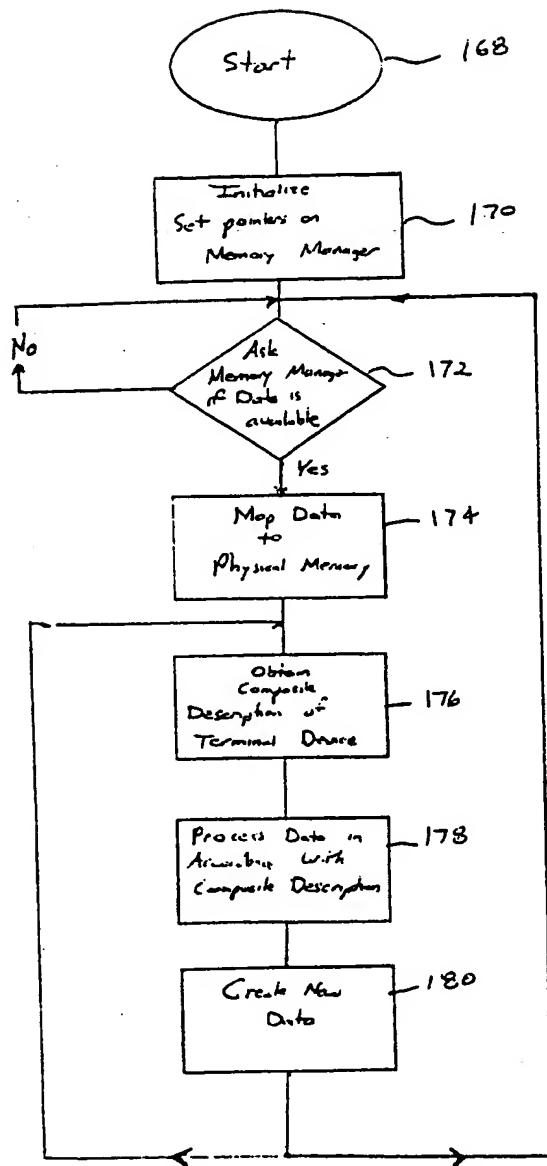 Start
168
Initialize
Set pointers on
Memory Manager
170
No
Ask
Memory Manager
if Data is
available
172
Yes
Map Data
to
Physical Memory
174
Obtain
Composite
Description of
Terminal Device
176
Process Data in
With
Composite Description
178
Create New
Data
180